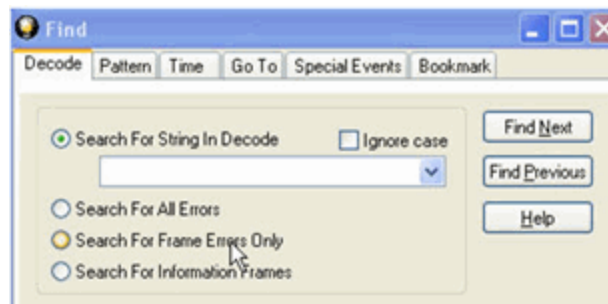 Find
Decode Pattern Time Go To Special Events Bookmark
Search For String In Decode Ignore case Find Next
Find Previous
Search For All Errors
Search For Frame Errors Only Help
Search For Information Frames